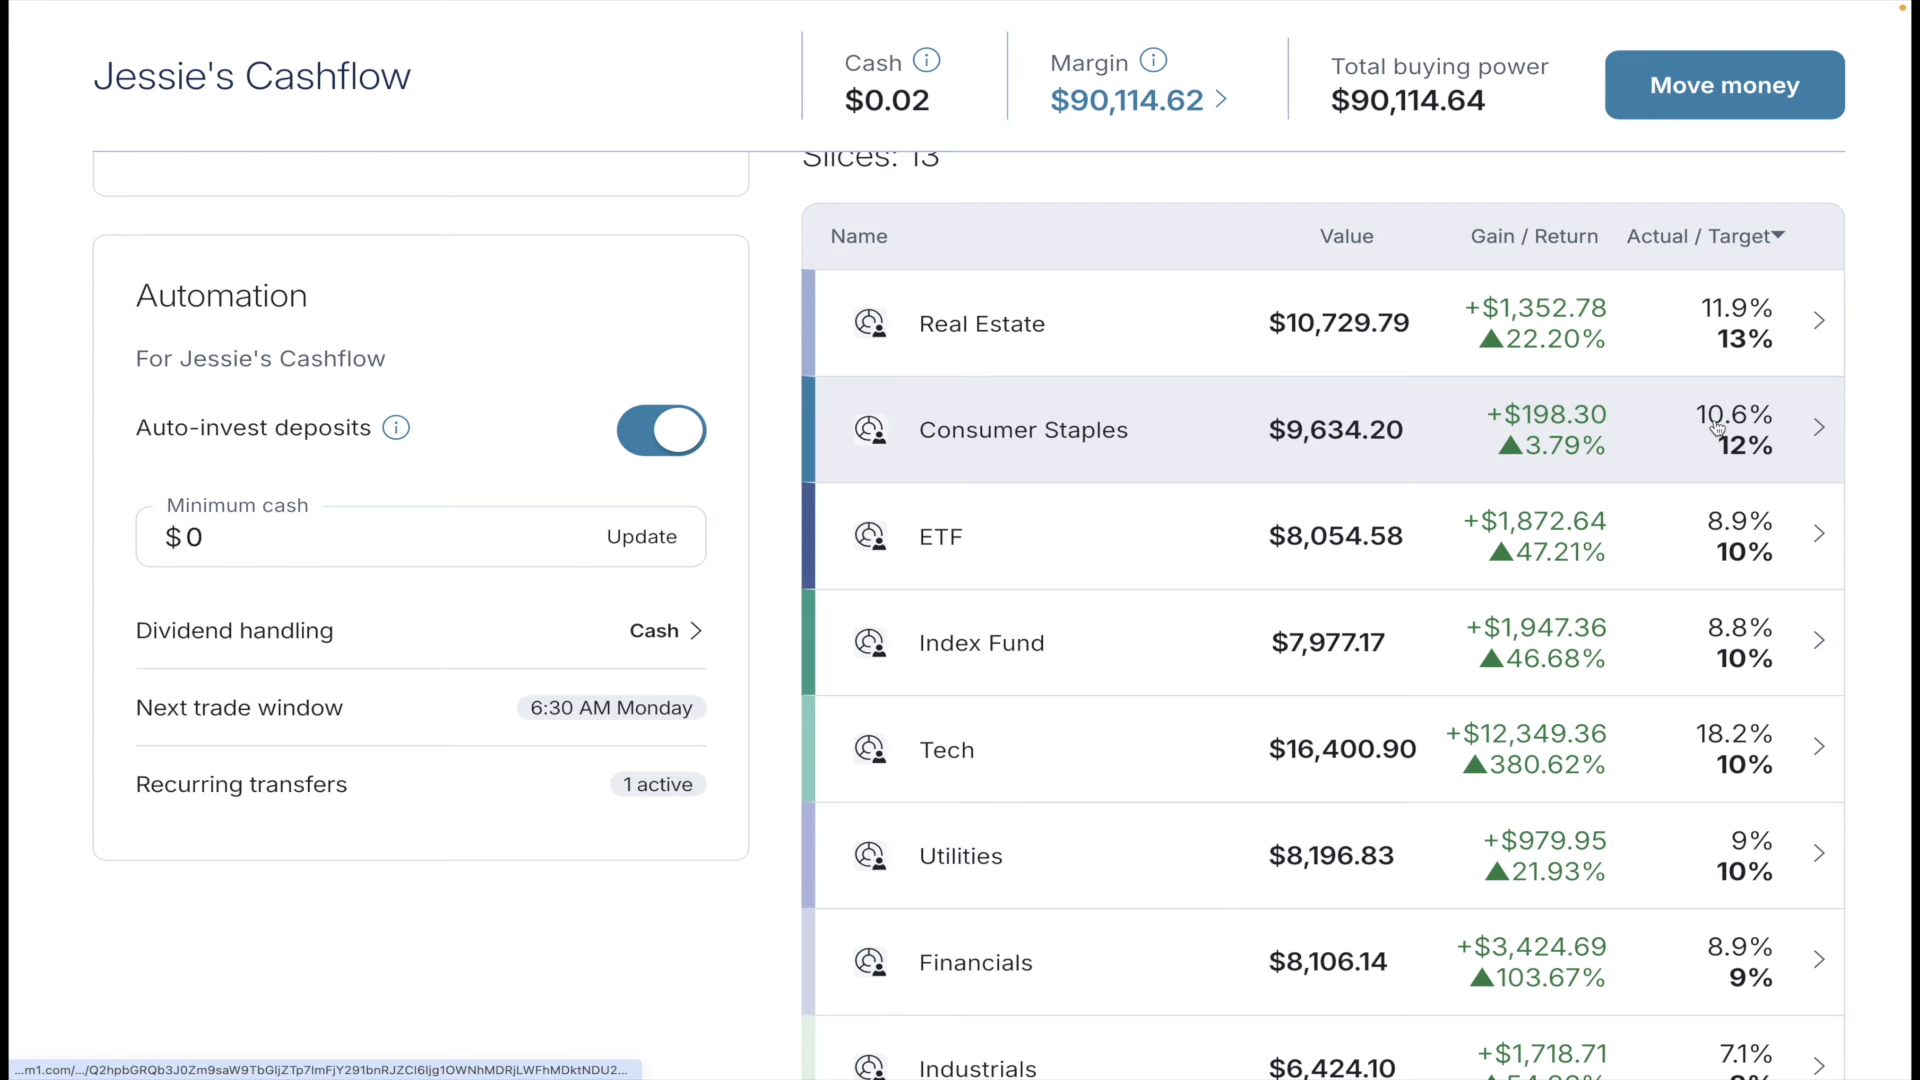 Jessie's Cashflow
Cash
$0.02
Margin
$90,114.62
Total buying power
$90,114.64
Move money
Slices: 13
Automation
For Jessie's Cashflow
Auto-invest deposits
Minimum cash
$0
Update
Dividend handling
Cash
Next trade window
6:30 AM Monday
Recurring transfers
1 active
Name Value Gain / Return Actual / Target
Real Estate $10,729.79 +$1,352.78 11.9%
22.20% 13%
Consumer Staples $9,634.20 +$198.30 10.6%
3.79% 12%
ETF $8,054.58 +$1,872.64 8.9%
47.21% 10%
Index Fund $7,977.17 +$1,947.36 8.8%
46.68% 10%
Tech $16,400.90 +$12,349.36 18.2%
380.62% 10%
Utilities $8,196.83 +$979.95 9%
21.93% 10%
Financials $8,106.14 +$3,424.69 8.9%
103.67% 9%
Industrials $6,424.10 +$1,718.71 7.1%